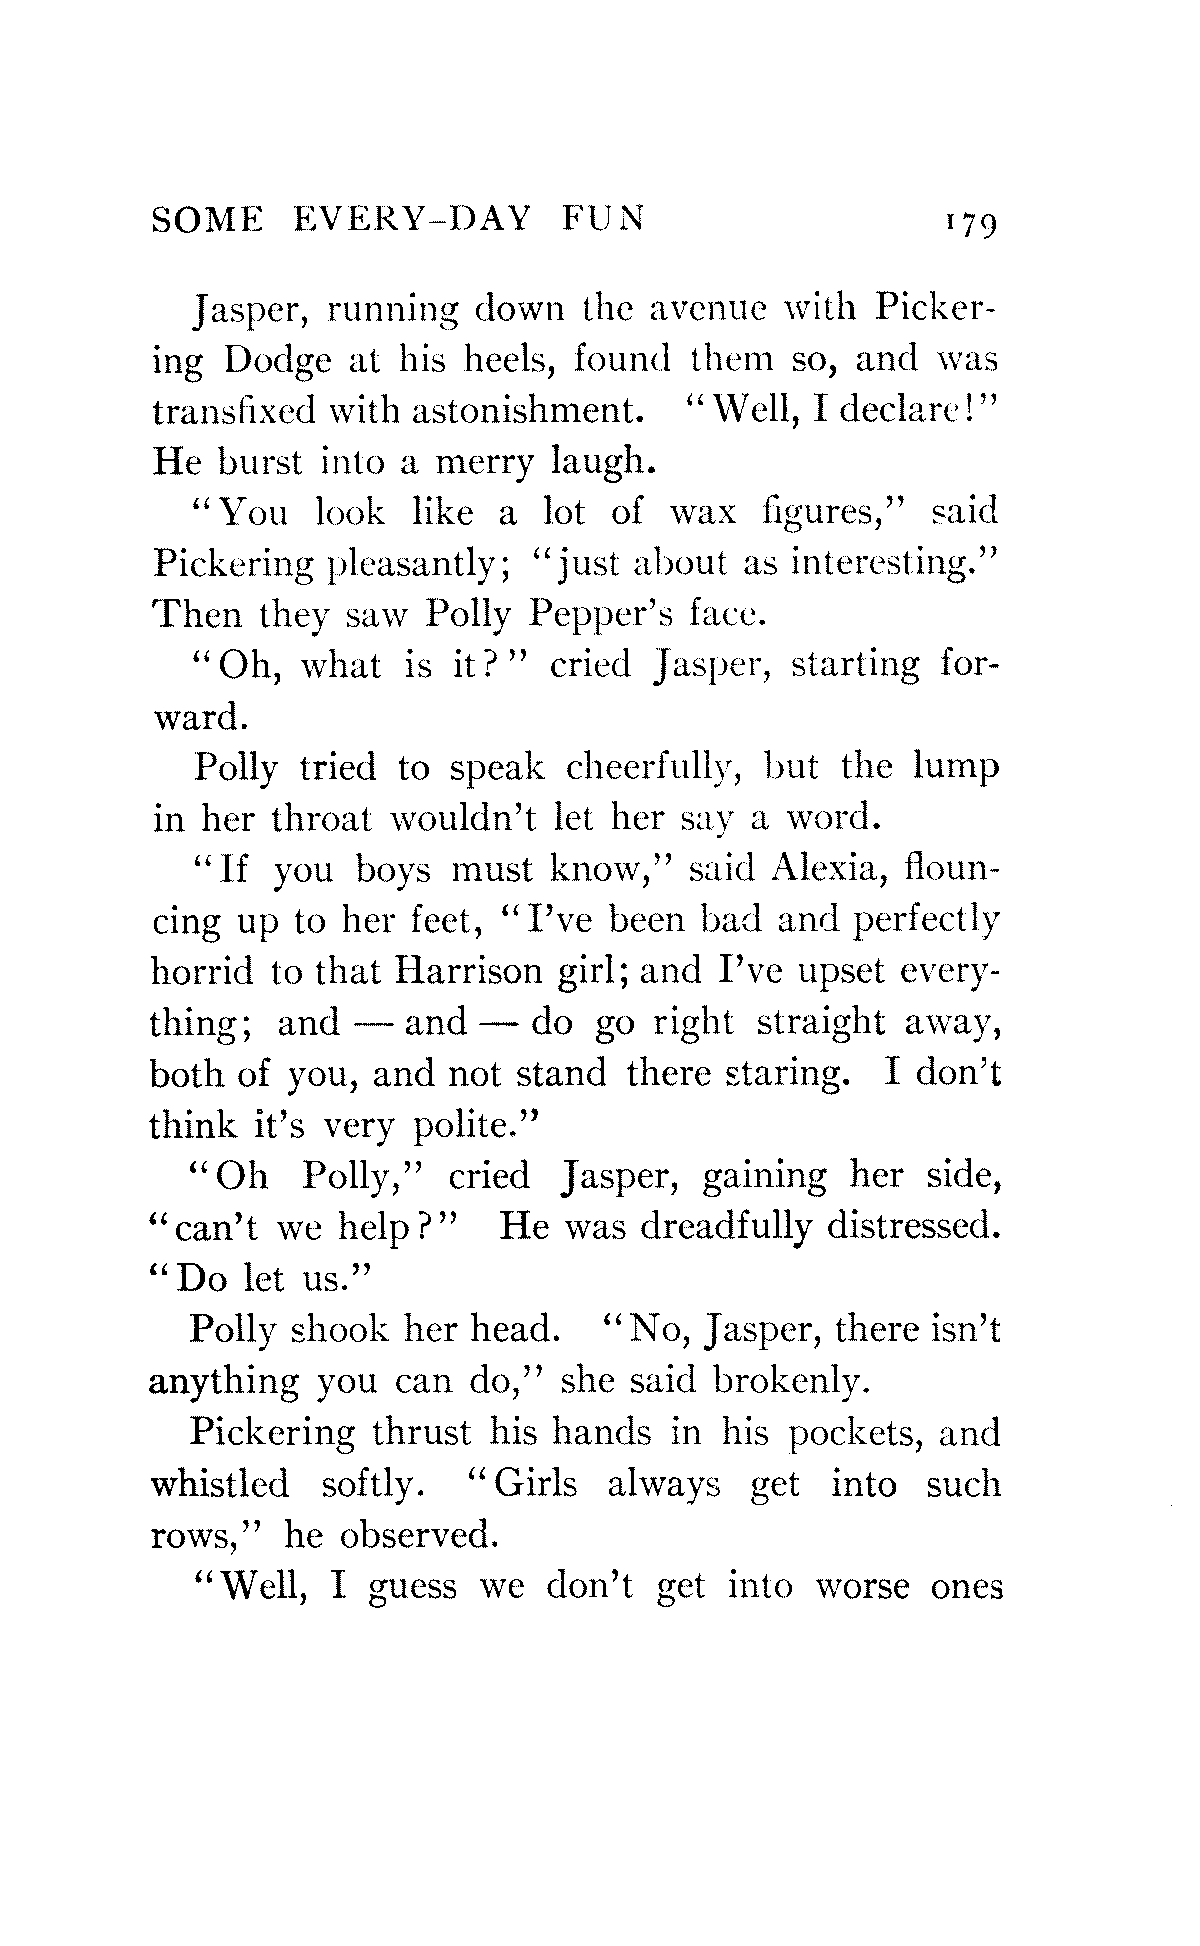 SOME EVERY-DAY FUN 179
Jasper, running down the avenue with Picker-
ing Dodge at his heels, found them so, and was
transfixed with astonishment. "Well, I declare!"
He burst into a merry laugh.
"You look like a lot of wax figures," said
Pickering pleasantly; "just about as interesting."
Then they saw Polly Pepper's face.
"Oh, what is it?" cried Jasper, starting for-
ward.
Polly tried to speak cheerfully, but the lump
in her throat wouldn't let her say a word.
"If you boys must know," said Alexia, floun-
cing up to her feet, "I've been bad and perfectly
horrid to that Harrison girl; and I've upset every-
thing; and — and — do go right straight away,
both of you, and not stand there staring. I don't
think it's very polite."
"Oh Polly," cried Jasper, gaining her side,
"can't we help?" He was dreadfully distressed.
"Do let us."
Polly shook her head. "No, Jasper, there isn't
anything you can do," she said brokenly.
Pickering thrust his hands in his pockets, and
whistled softly. "Girls always get into such
rows," he observed.
"Well, I guess we don't get into worse ones